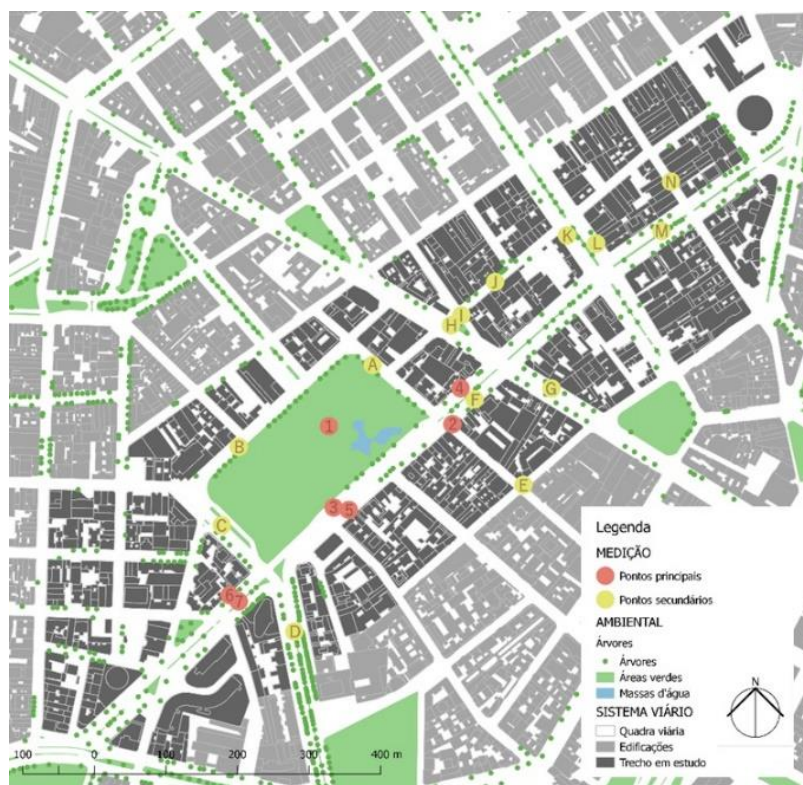 N
K
L
M
J
I
H
A
4
F
G
1
2
B
E
3
5
C
6
7
D
Legenda
MEDIÇÃO
Pontos principais
Pontos secundários
AMBIENTAL
Árvores
Árvores
Áreas verdes
Massas d'água
SISTEMA VIÁRIO
Quadra viária
Edificações
Trecho em estudo
N
100 0 100 200 300 400 m